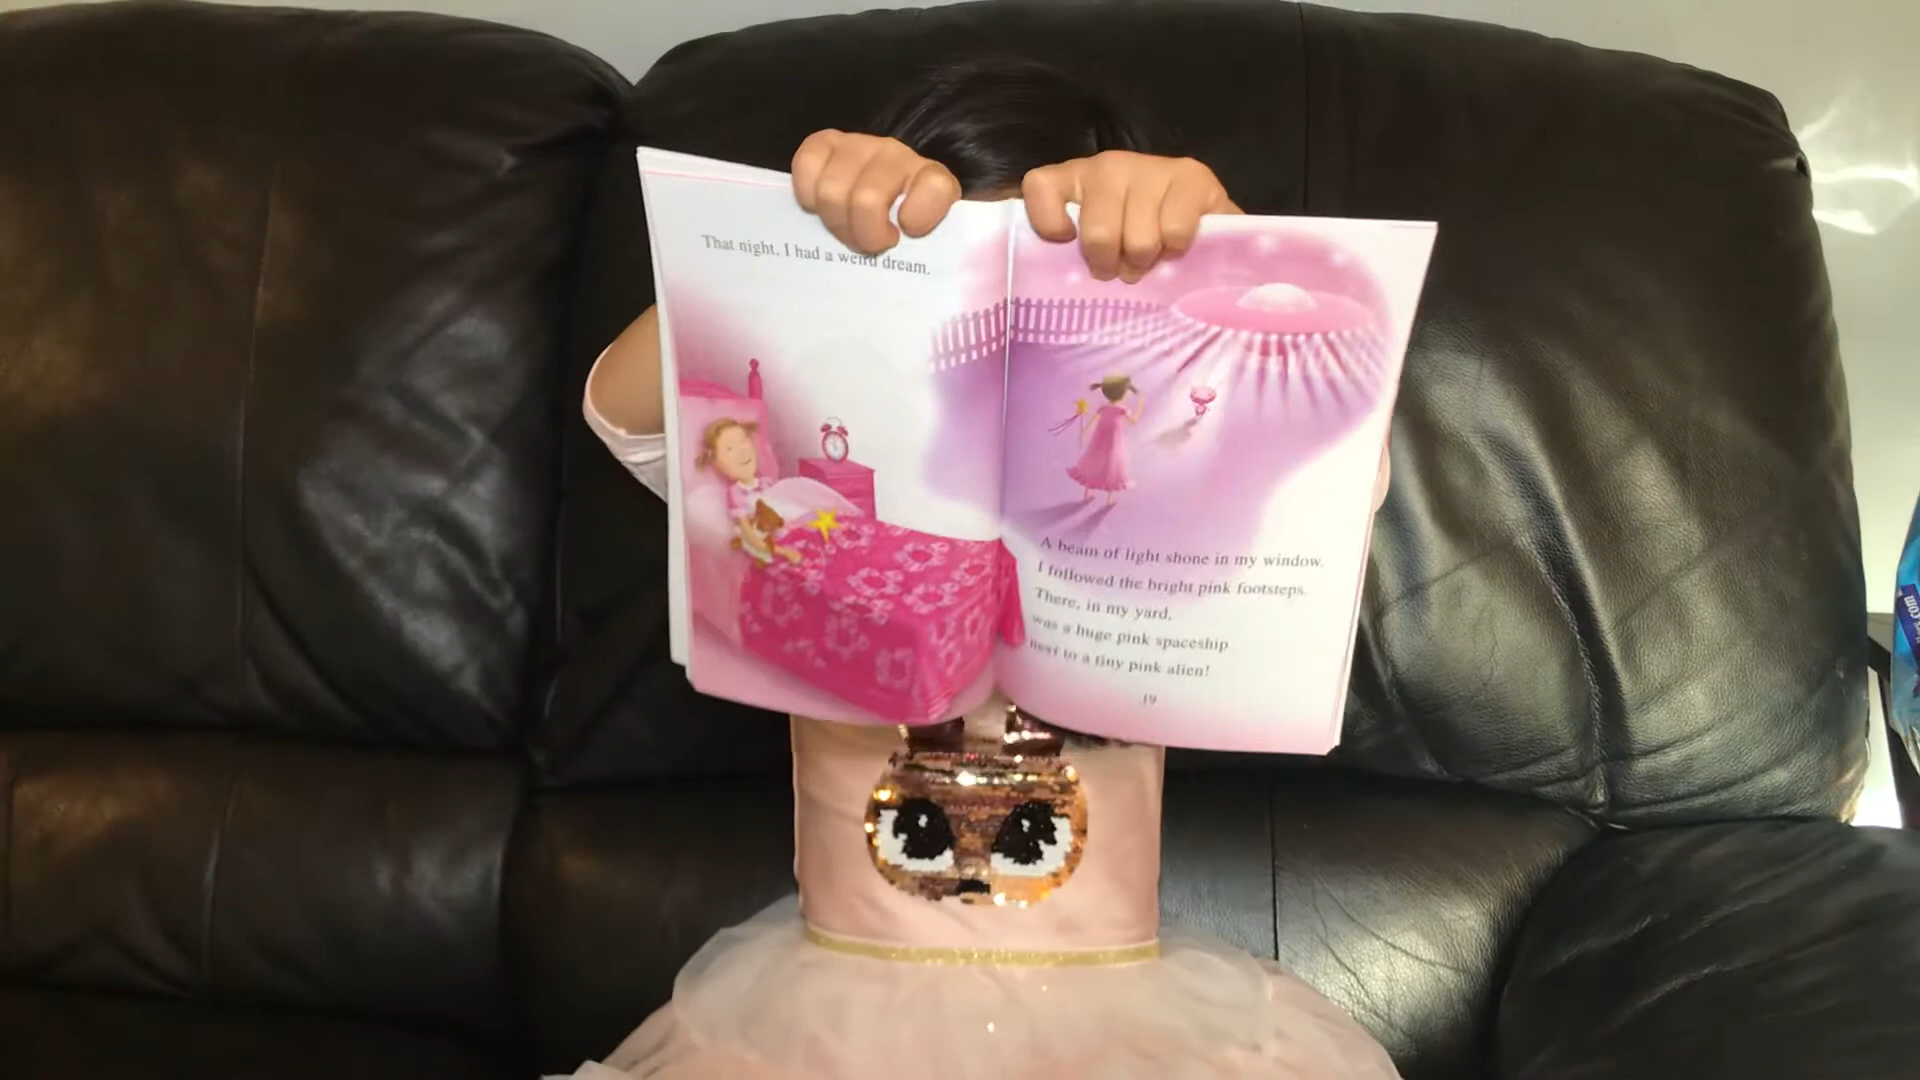 That night, I had a weird dream.
A beam of light shone in my window.
I followed the bright pink footsteps.
There, in my yard,
was a huge pink spaceship
next to a tiny pink alien!
19
com